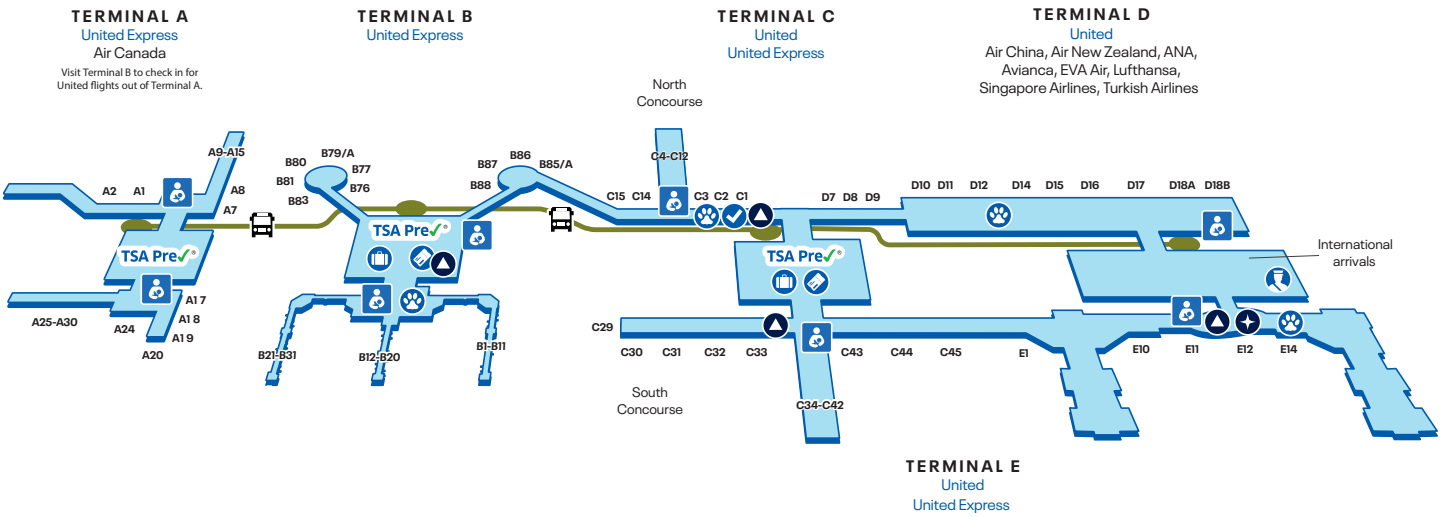 TERMINAL A
United Express
Air Canada
Visit Terminal B to check in for
United flights out of Terminal A.
TERMINAL B
United Express
TERMINAL C
United
United Express
TERMINAL D
United
Air China, Air New Zealand, ANA,
Avianca, EVA Air, Lufthansa,
Singapore Airlines, Turkish Airlines
North
Concourse
A9-A15
A2
A1
A8
A7
TSA Pre✓®
A17
A18
A19
A20
A24
A25-A30
B79/A
B80
B77
B81
B76
B83
B87
B86
B85/A
B88
TSA Pre✓®
B21-B31
B12-B20
B1-B11
C4-C12
C15
C14
C3
C2
C1
TSA Pre✓®
C29
C30
C31
C32
C33
C43
C44
C45
C34-C42
South
Concourse
D7
D8
D9
D10
D11
D12
D14
D15
D16
D17
D18A
D18B
International
arrivals
E1
E10
E11
E12
E14
TERMINAL E
United
United Express